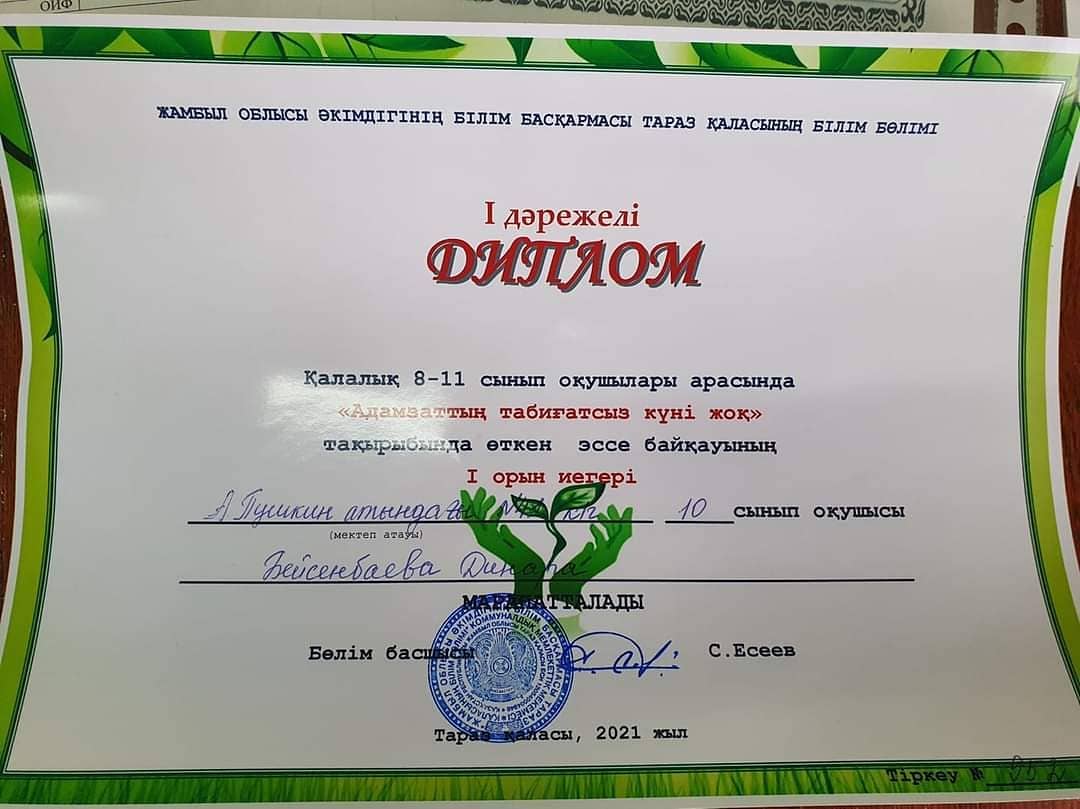 ОИФ
ЖАМБЫЛ ОБЛЫСЫ ӘКІМДІГІНІҢ БІЛІМ БАСҚАРМАСЫ ТАРАЗ ҚАЛАСЫНЫҢ БІЛІМ БӨЛІМІ
І дәрежелі
ДИПЛОМ
Қалалық 8-11 сынып оқушылары арасында
«Адамзаттың табиғатсыз күні жоқ»
тақырыбында өткен эссе байқауының
І орын иегері
А Пушкин атындағы 10 сынып оқушысы
(мектеп атауы)
Бейсенбаева Динара
МАРАПАТТАЛАДЫ
Бөлім басшысы С.Есеев
Тараз қаласы, 2021 жыл
Тіркеу №